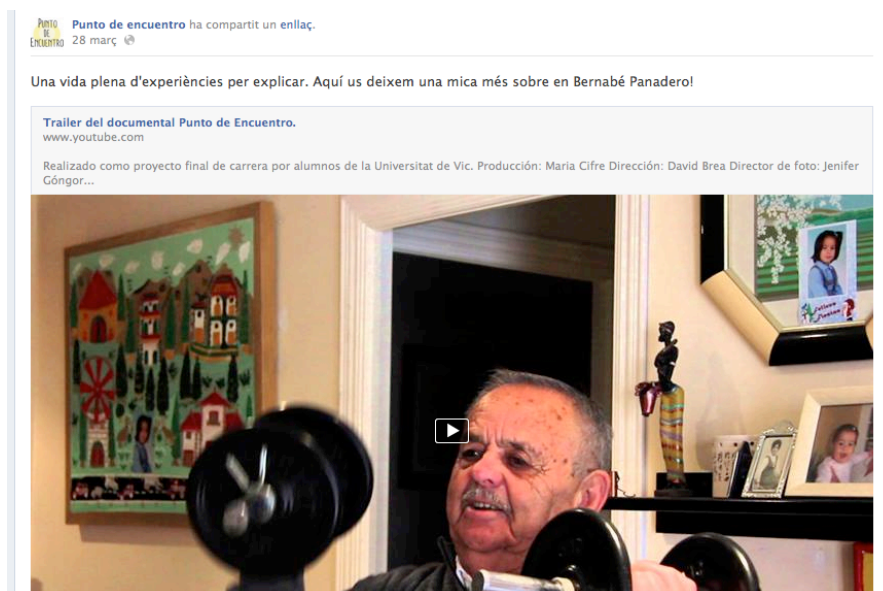 PUNTO
DE
ENCUENTRO
Punto de encuentro ha compartit un enllaç.
28 març
Una vida plena d'experiències per explicar. Aquí us deixem una mica més sobre en Bernabé Panadero!
Trailer del documental Punto de Encuentro.
www.youtube.com
Realizado como proyecto final de carrera por alumnos de la Universitat de Vic. Producción: Maria Cifre Dirección: David Brea Director de foto: Jenifer
Góngor...